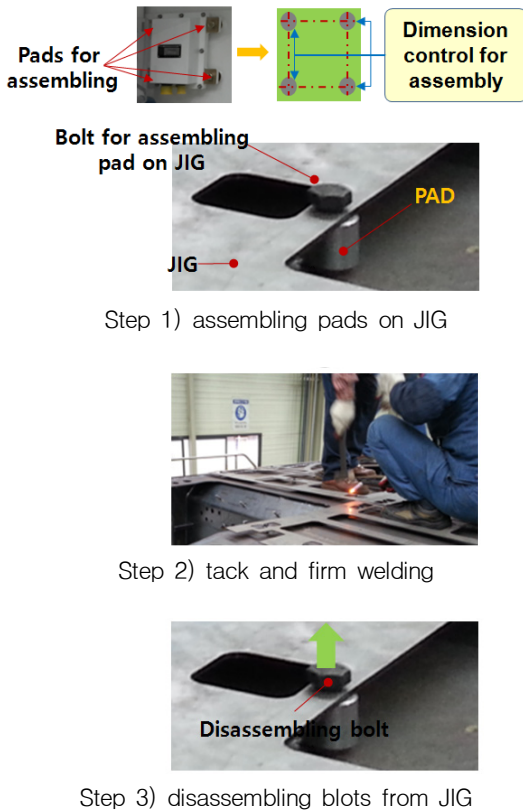 Pads for
assembling
Dimension
control for
assembly
Bolt for assembling
pad on JIG
PAD
JIG
Step 1) assembling pads on JIG
Step 2) tack and firm welding
Disassembling bolt
Step 3) disassembling blots from JIG